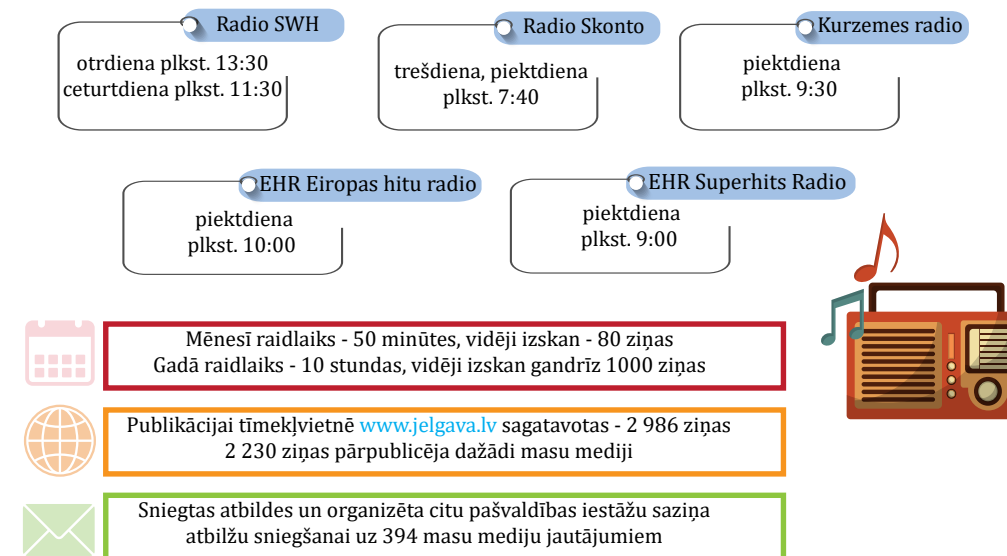 Radio SWH
otrdiena plkst. 13:30
ceturtdiena plkst. 11:30
Radio Skonto
trešdiena, piektdiena
plkst. 7:40
Kurzemes radio
piektdiena
plkst. 9:30
EHR Eiropas hitu radio
piektdiena
plkst. 10:00
EHR Superhits Radio
piektdiena
plkst. 9:00
Mēnesī raidlaiks - 50 minūtes, vidēji izskan - 80 ziņas
Gadā raidlaiks - 10 stundas, vidēji izskan gandrīz 1000 ziņas
Publikācijai tīmekļvietnē www.jelgava.lv sagatavotas - 2 986 ziņas
2 230 ziņas pārpublicēja dažādi masu mediji
Sniegtas atbildes un organizēta citu pašvaldības iestāžu saziņa
atbilžu sniegšanai uz 394 masu mediju jautājumiem